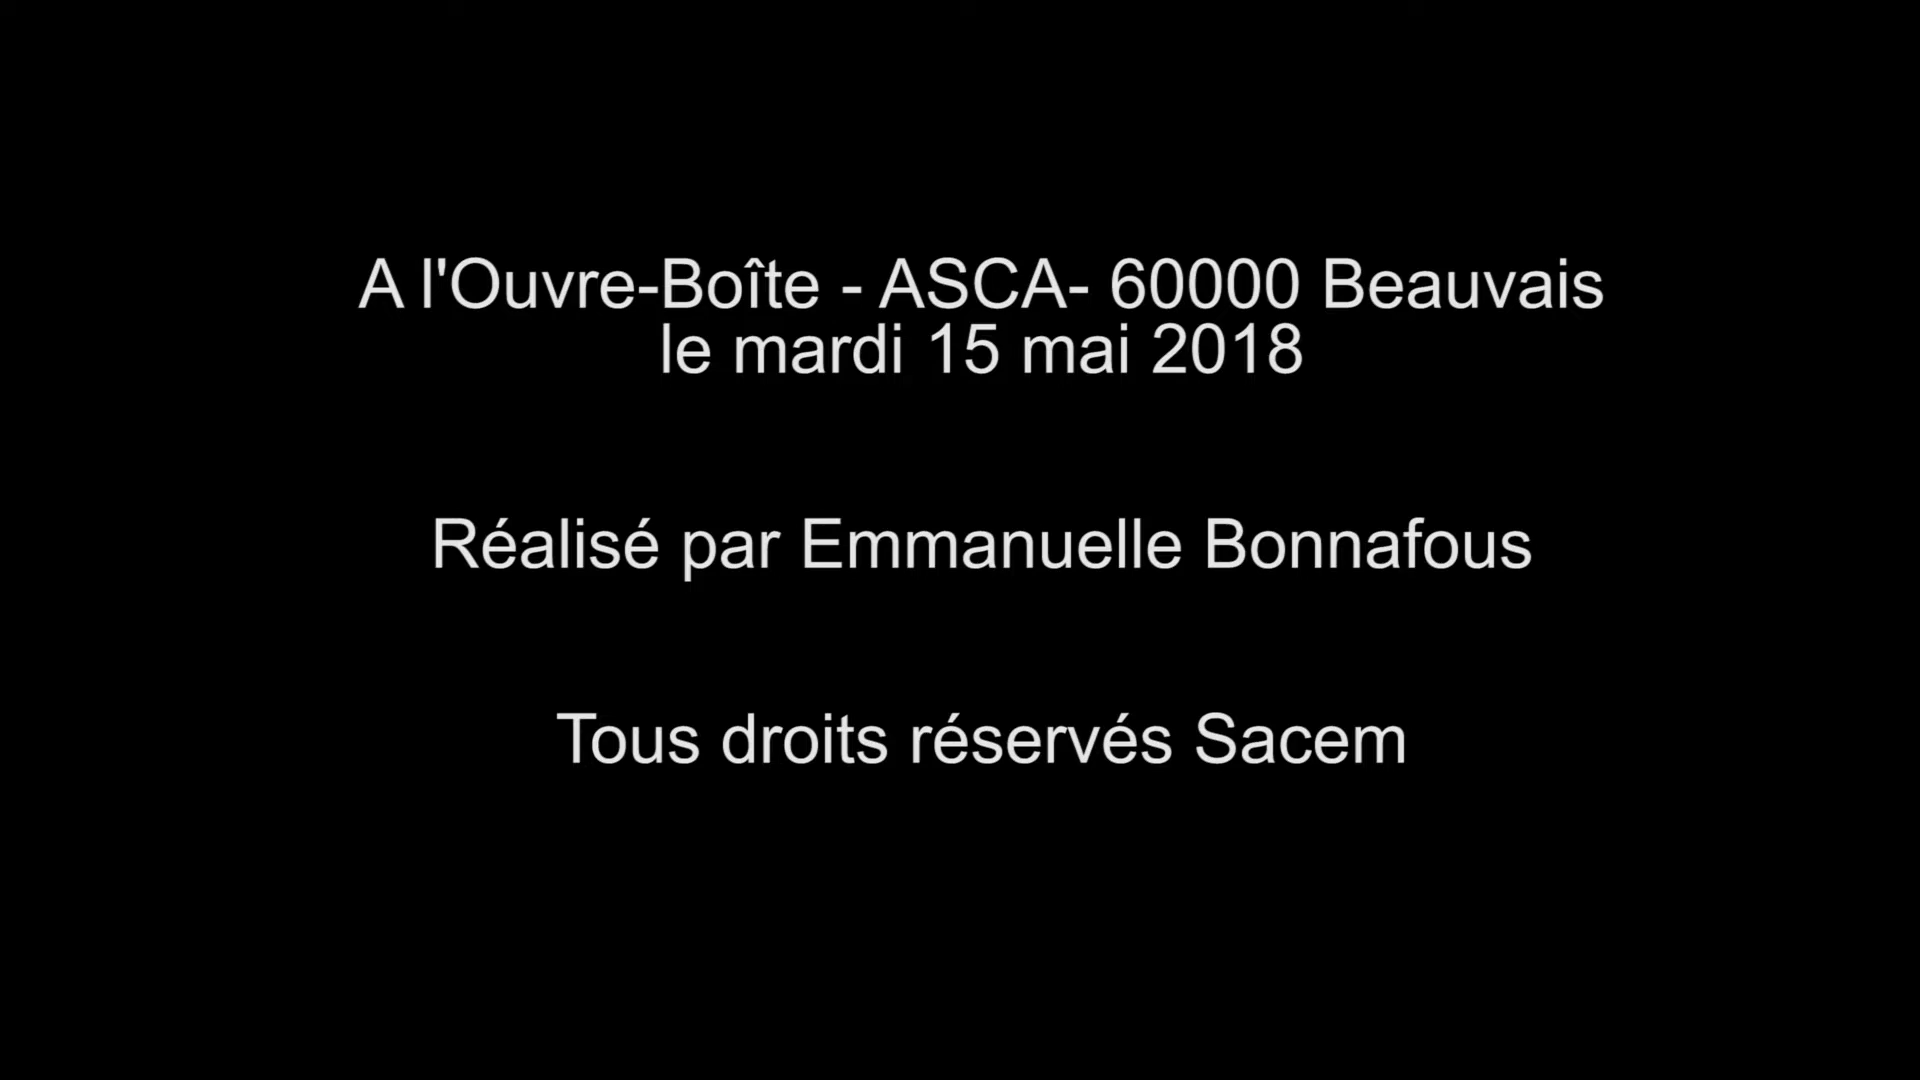 A l'Ouvre-Boîte - ASCA- 60000 Beauvais
le mardi 15 mai 2018
Réalisé par Emmanuelle Bonnafous
Tous droits réservés Sacem